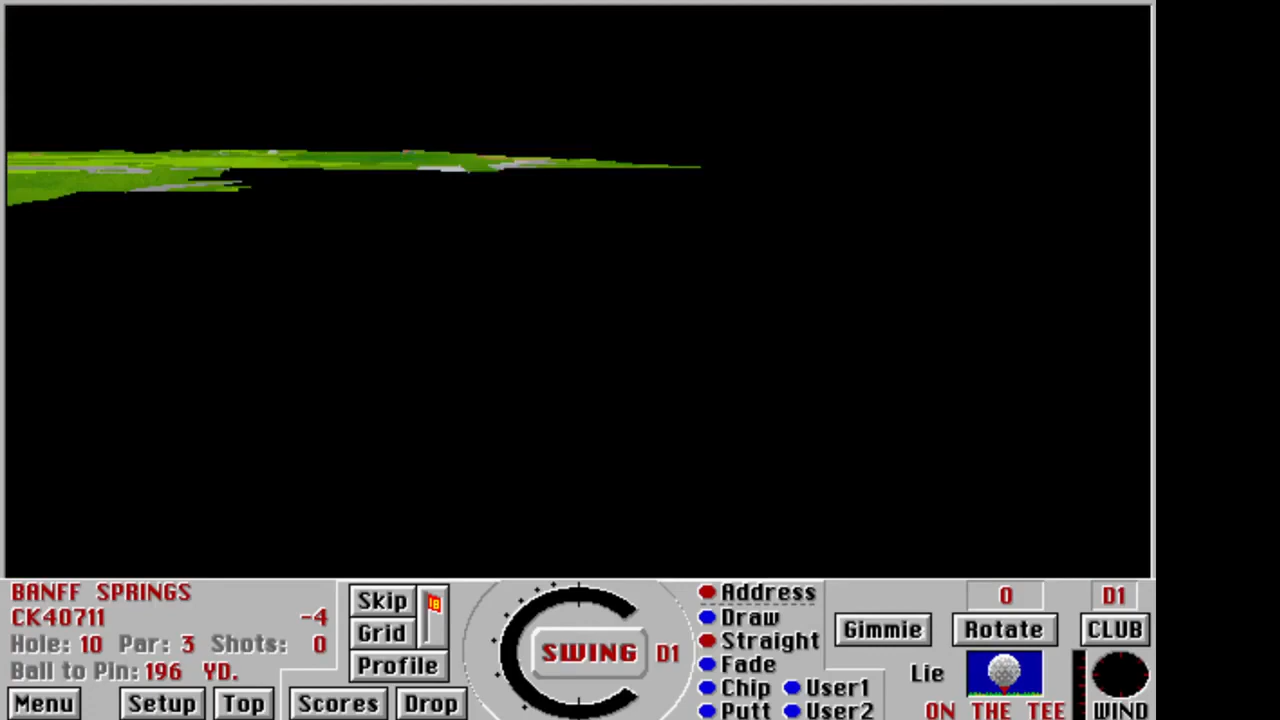 BANFF SPRINGS
CK40711 -4
Hole: 10 Par: 3 Shots: 0
Ball to Pin: 196 YD.
Menu Setup Top Scores Drop
Skip
18
Grid
Profile
SWING D1
Address
Draw
Straight
Fade
Chip User1
Putt User2
Gimmie
0 D1
Rotate CLUB
Lie
ON THE TEE WIND